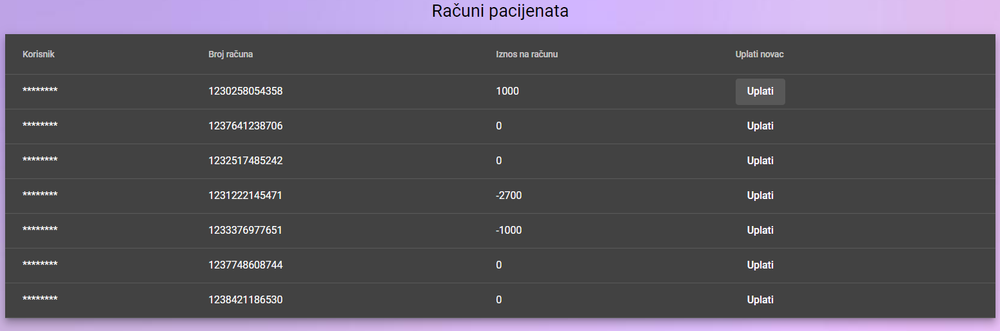 Računi pacijenata
Korisnik Broj računa Iznos na računu Uplati novac
******** 1230258054358 1000 Uplati
******** 1237641238706 0 Uplati
******** 1232517485242 0 Uplati
******** 1231222145471 -2700 Uplati
******** 1233376977651 -1000 Uplati
******** 1237748608744 0 Uplati
******** 1238421186530 0 Uplati